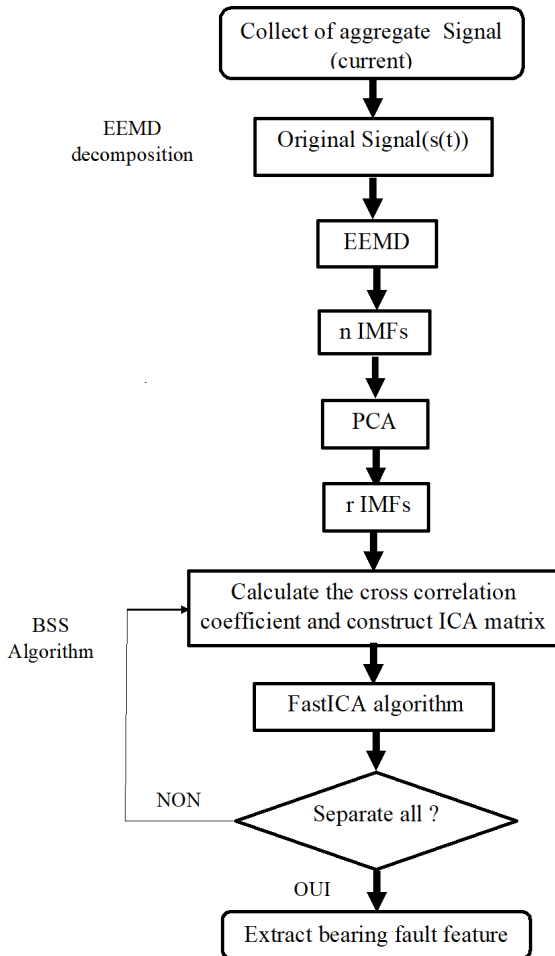 Collect of aggregate Signal
(current)
EEMD
decomposition
Original Signal(s(t))
EEMD
n IMFs
PCA
r IMFs
Calculate the cross correlation
coefficient and construct ICA matrix
BSS
Algorithm
FastICA algorithm
Separate all ?
NON
OUI
Extract bearing fault feature